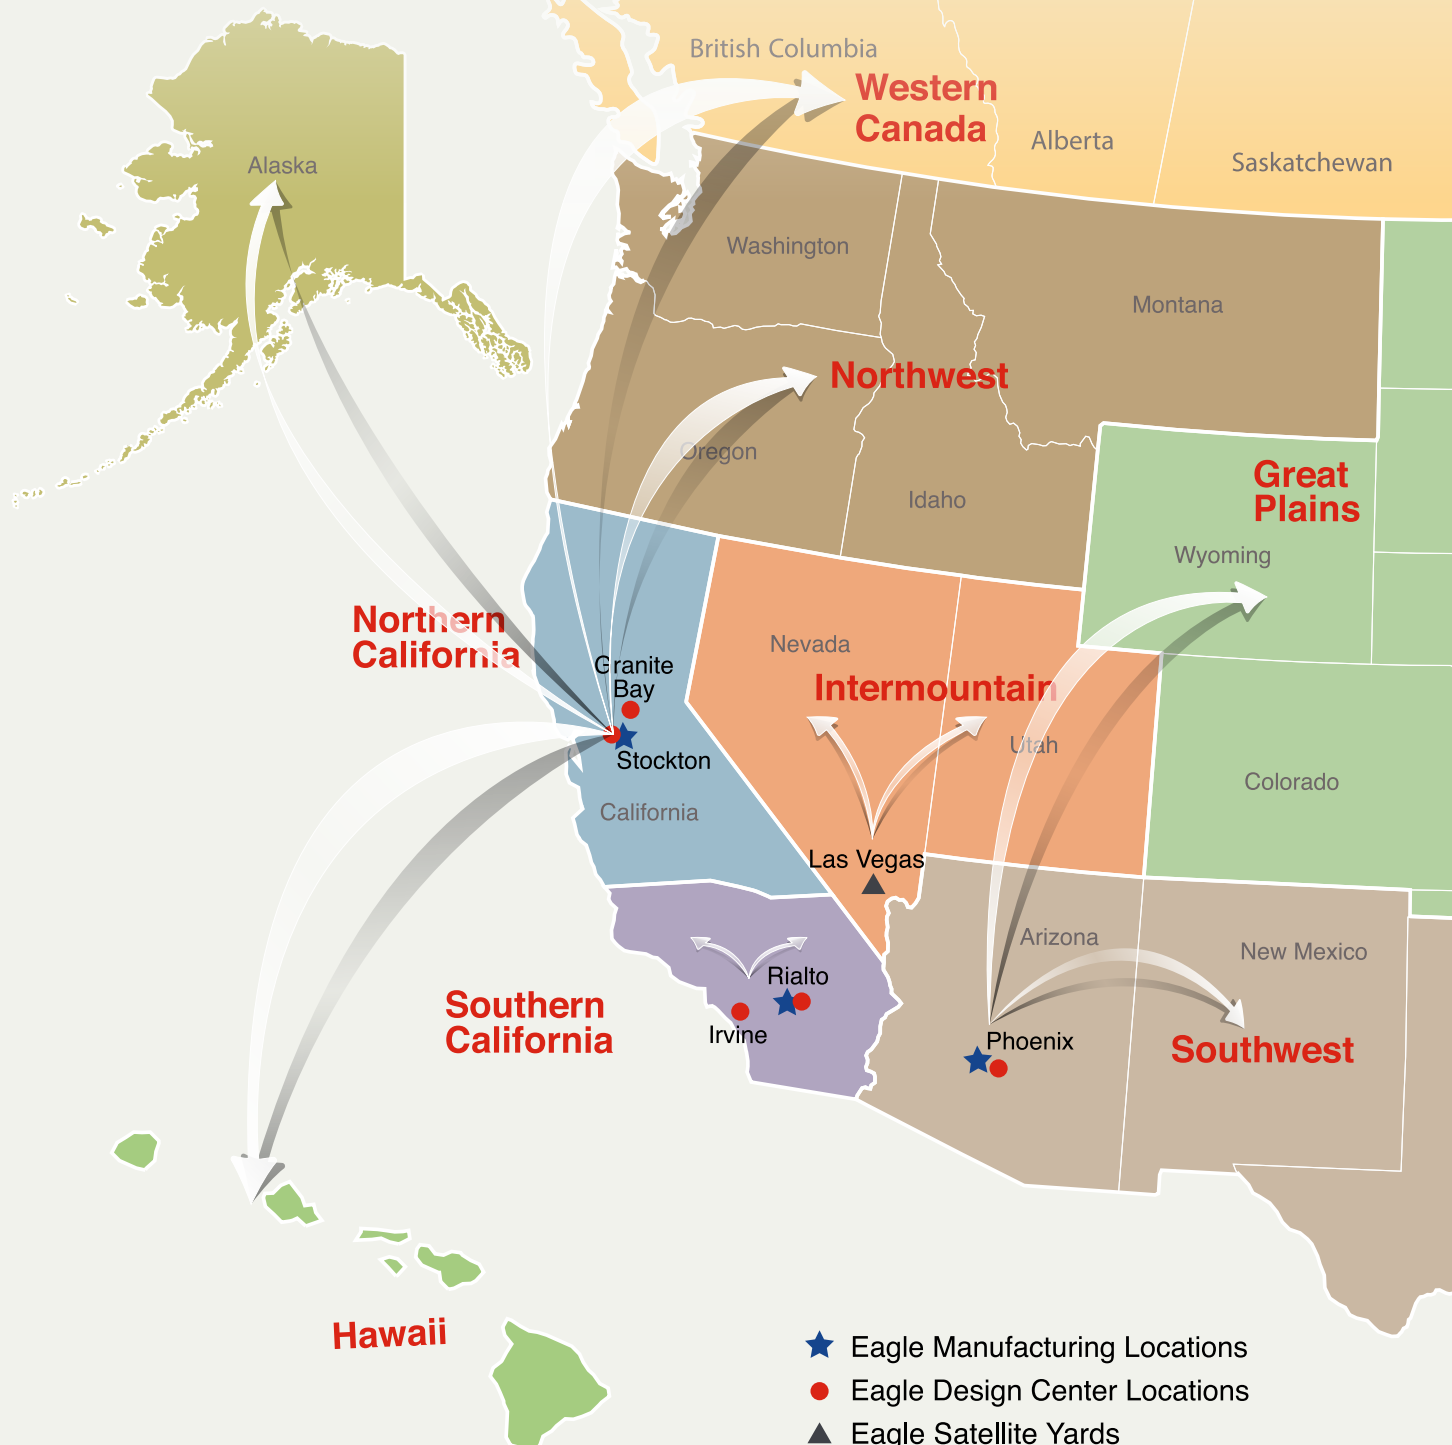 British Columbia
Western
Canada
Alberta
Saskatchewan
Alaska
Washington
Montana
Northwest
Oregon
Idaho
Great
Plains
Wyoming
Northern
California
Granite
Bay
Nevada
Intermountain
Utah
Stockton
Colorado
California
Las Vegas
Arizona
New Mexico
Rialto
Southern
California
Irvine
Phoenix
Southwest
Hawaii
Eagle Manufacturing Locations
Eagle Design Center Locations
Eagle Satellite Yards